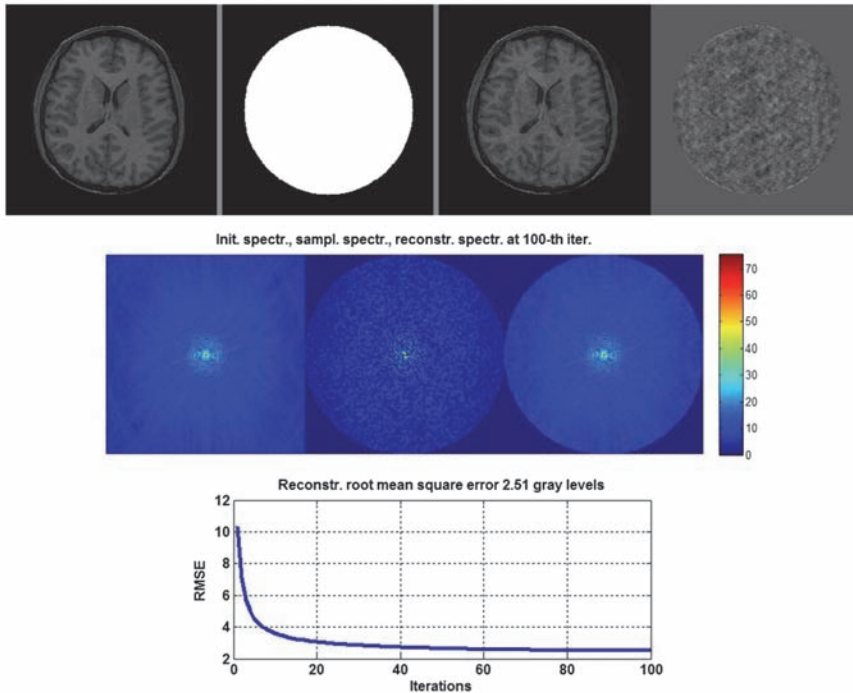 Init. spectr., sampl. spectr., reconstr. spectr. at 100-th iter.
70
60
50
40
30
20
10
0
Reconstr. root mean square error 2.51 gray levels
12
10
8
6
4
2
RMSE
0 20 40 60 80 100
Iterations